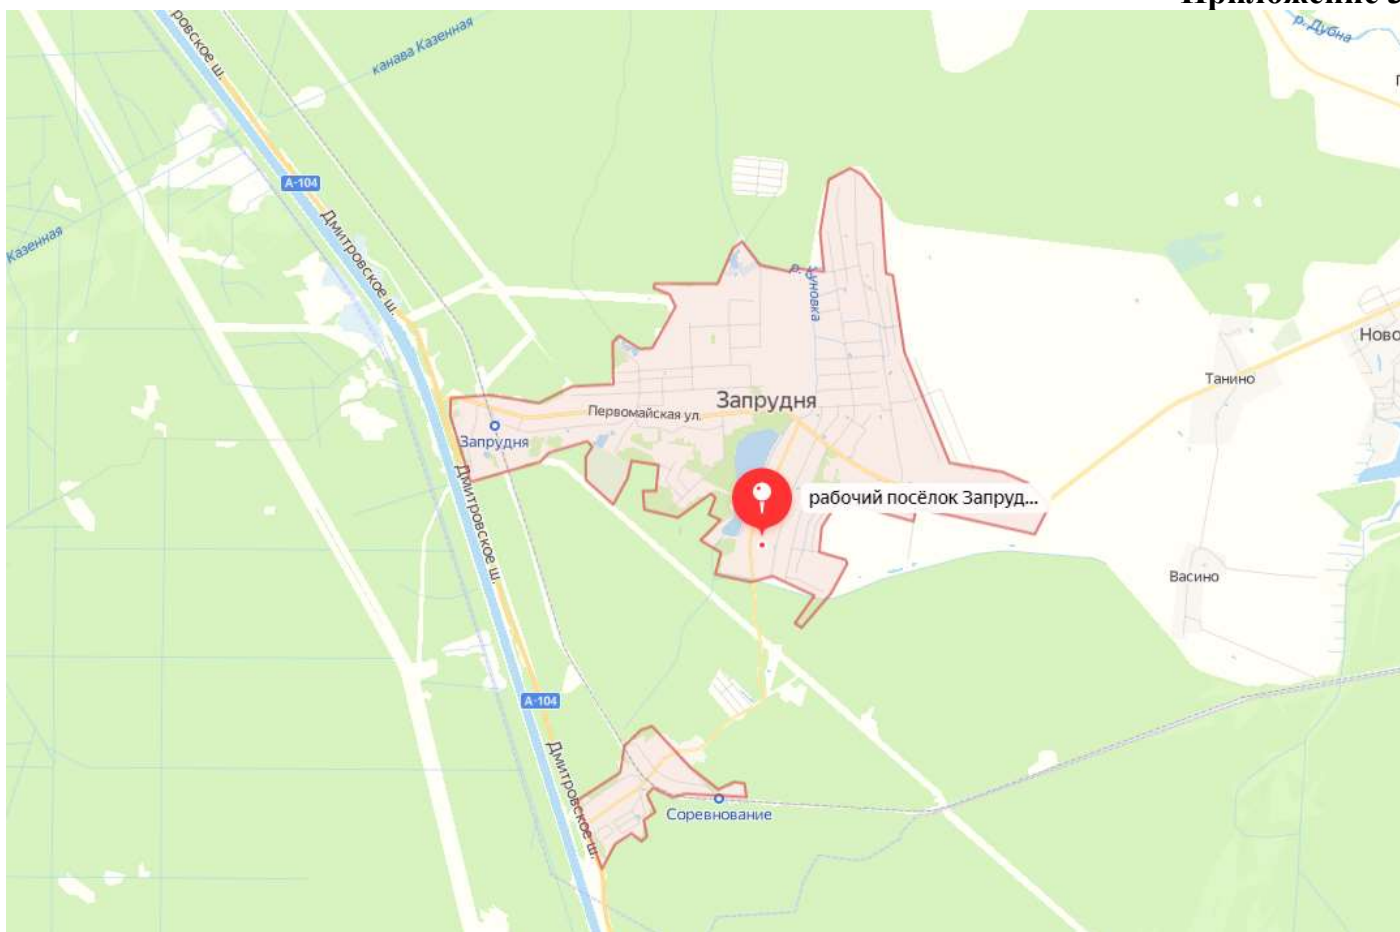 Приложение
р. Дубна
ровское ш.
канава Казенная
А-104
Дмитровское ш.
Казенная
р. Куновка
Ново
Танино
Запрудня
Первомайская ул.
Запрудня
Дмитровское ш.
рабочий посёлок Запруд...
Васино
А-104
Дмитровское ш.
Соревнование